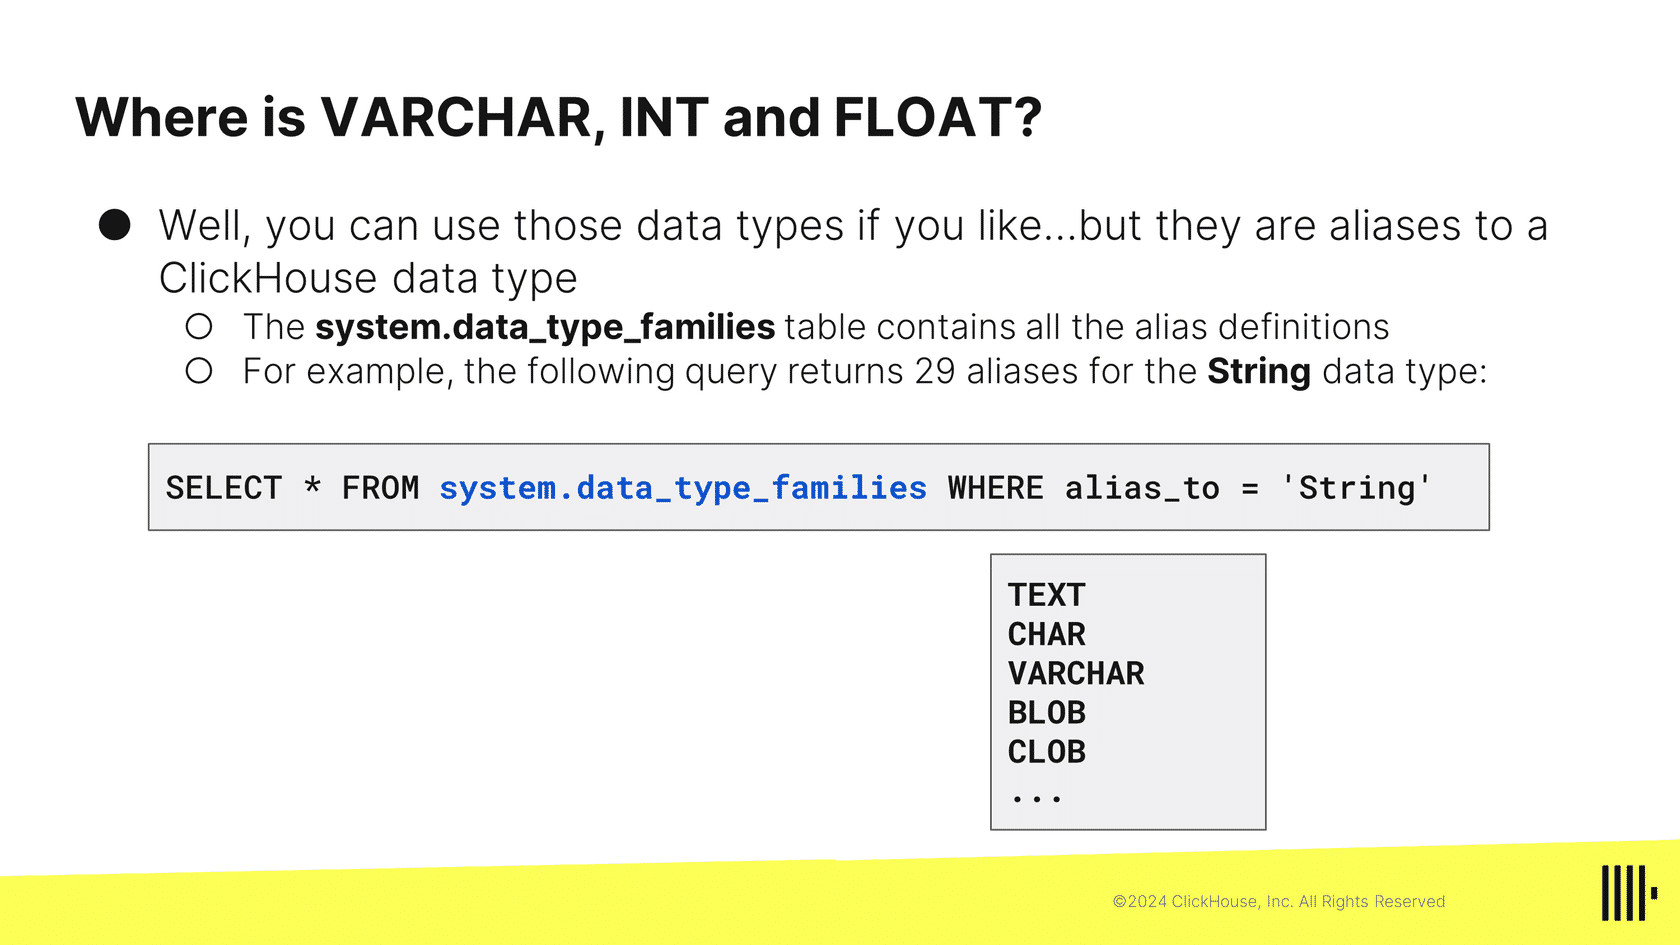 Where is VARCHAR, INT and FLOAT?
● Well, you can use those data types if you like...but they are aliases to a
ClickHouse data type
○ The system.data_type_families table contains all the alias definitions
○ For example, the following query returns 29 aliases for the String data type:
SELECT * FROM system.data_type_families WHERE alias_to = 'String'
TEXT
CHAR
VARCHAR
BLOB
CLOB
...
©2024 ClickHouse, Inc. All Rights Reserved